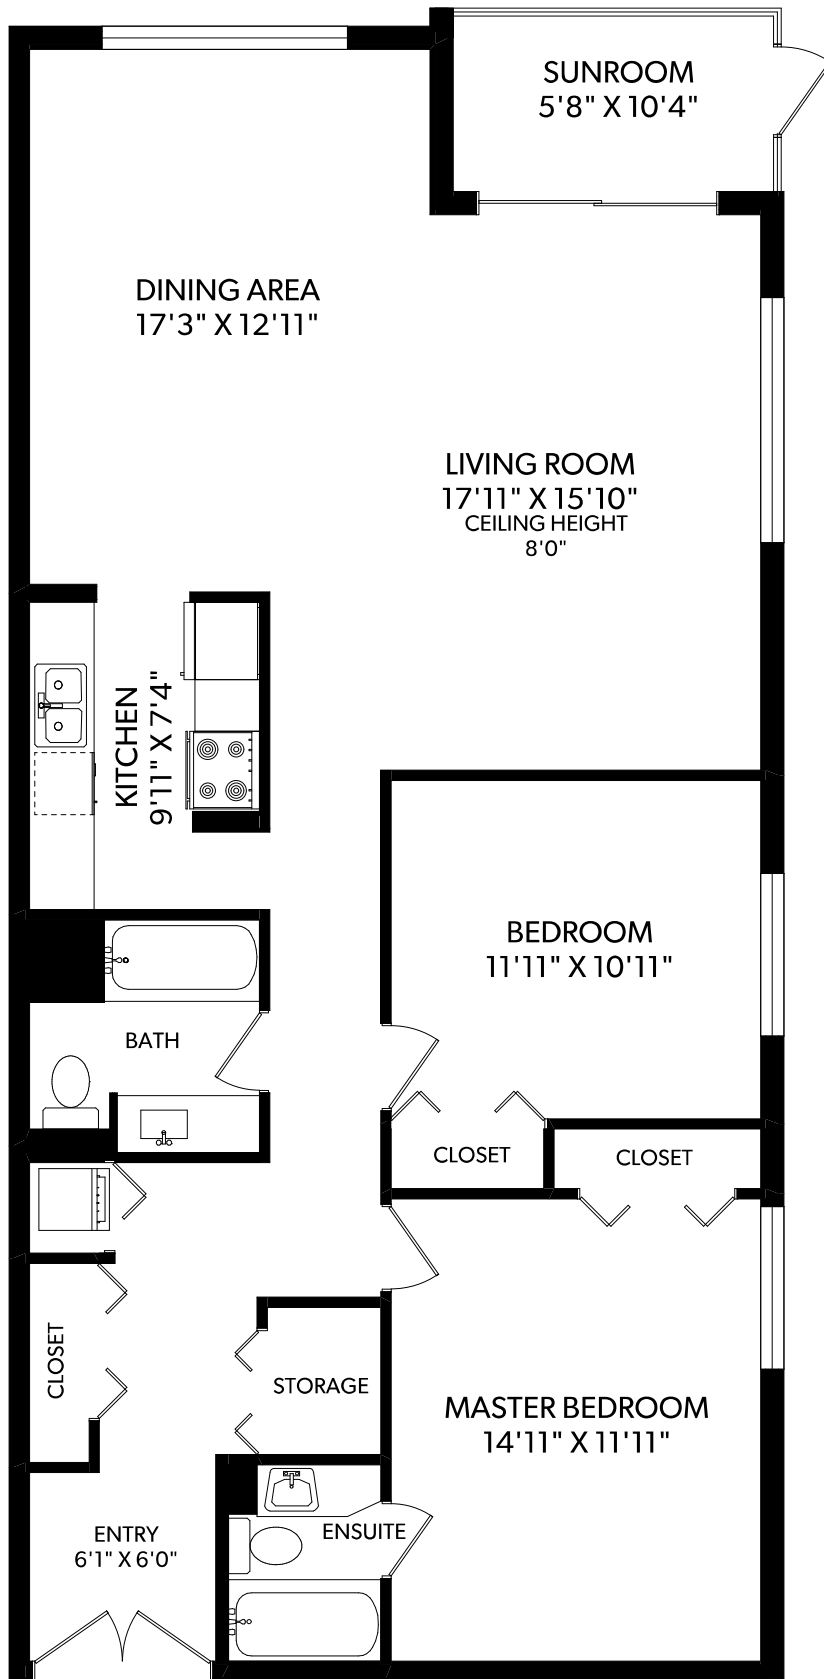 SUNROOM
5'8" X 10'4"
DINING AREA
17'3" X 12'11"
LIVING ROOM
17'11" X 15'10"
CEILING HEIGHT
8'0"
KITCHEN
9'11" X 7'4"
BEDROOM
11'11" X 10'11"
BATH
CLOSET
CLOSET
CLOSET
STORAGE
MASTER BEDROOM
14'11" X 11'11"
ENSUITE
ENTRY
6'1" X 6'0"